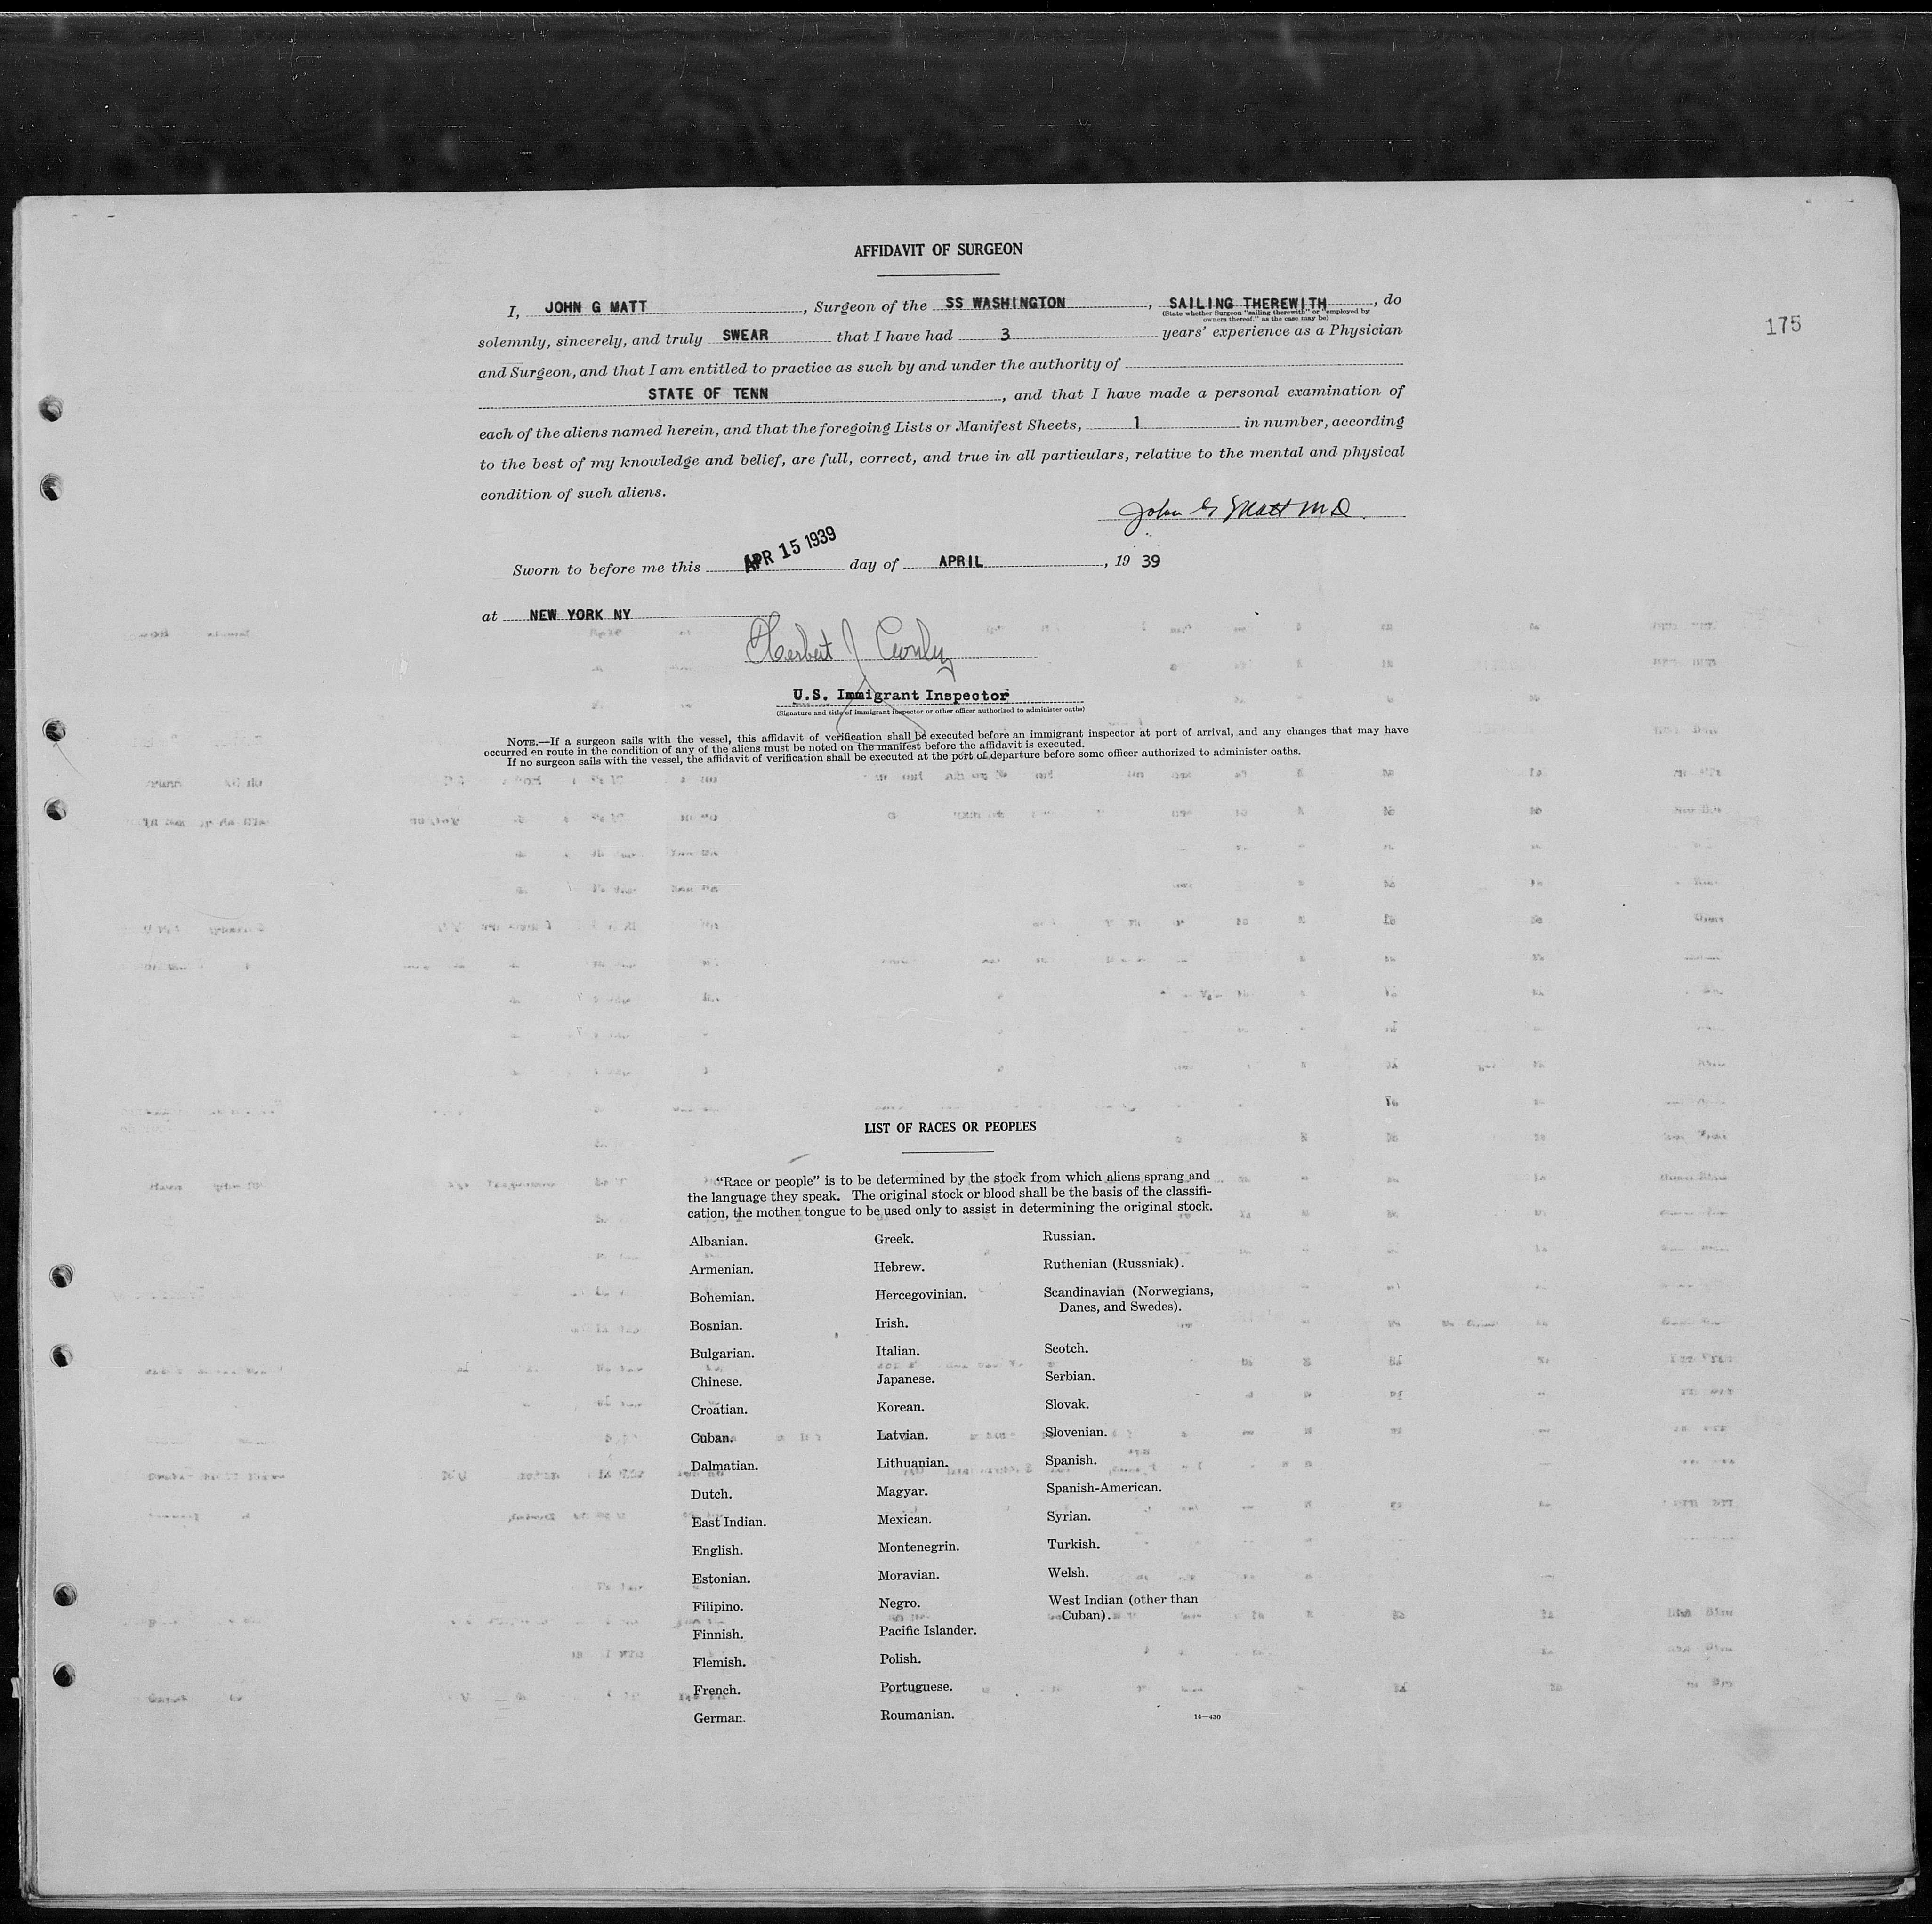 AFFIDAVIT OF SURGEON
I, JOHN G MATT, Surgeon of the SS WASHINGTON, SAILING THEREWITH, do
(State whether Surgeon "sailing therewith" or "employed by
owners thereof," as the case may be)
175
solemnly, sincerely, and truly SWEAR that I have had 3 years' experience as a Physician
and Surgeon, and that I am entitled to practice as such by and under the authority of
STATE OF TENN, and that I have made a personal examination of
each of the aliens named herein, and that the foregoing Lists or Manifest Sheets, 1 in number, according
to the best of my knowledge and belief, are full, correct, and true in all particulars, relative to the mental and physical
condition of such aliens.
John G Matt M D
Sworn to before me this APR 15 1939 day of APRIL, 19 39
at NEW YORK NY
Herbert J
U.S. Immigrant Inspector
(Signature and title of immigrant inspector or other officer authorized to administer oaths)
NOTE.—If a surgeon sails with the vessel, this affidavit of verification shall be executed before an immigrant inspector at port of arrival, and any changes that may have
occurred en route in the condition of any of the aliens must be noted on the manifest before the affidavit is executed.
If no surgeon sails with the vessel, the affidavit of verification shall be executed at the port of departure before some officer authorized to administer oaths.
LIST OF RACES OR PEOPLES
"Race or people" is to be determined by the stock from which aliens sprang and
the language they speak. The original stock or blood shall be the basis of the classifi-
cation, the mother tongue to be used only to assist in determining the original stock.
Albanian.
Armenian.
Bohemian.
Bosnian.
Bulgarian.
Chinese.
Croatian.
Cuban.
Dalmatian.
Dutch.
East Indian.
English.
Estonian.
Filipino.
Finnish.
Flemish.
French.
German.
Greek.
Hebrew.
Hercegovinian.
Irish.
Italian.
Japanese.
Korean.
Latvian.
Lithuanian.
Magyar.
Mexican.
Montenegrin.
Moravian.
Negro.
Pacific Islander.
Polish.
Portuguese.
Roumanian.
Russian.
Ruthenian (Russniak).
Scandinavian (Norwegians,
Danes, and Swedes).
Scotch.
Serbian.
Slovak.
Slovenian.
Spanish.
Spanish-American.
Syrian.
Turkish.
Welsh.
West Indian (other than
Cuban).
14—430